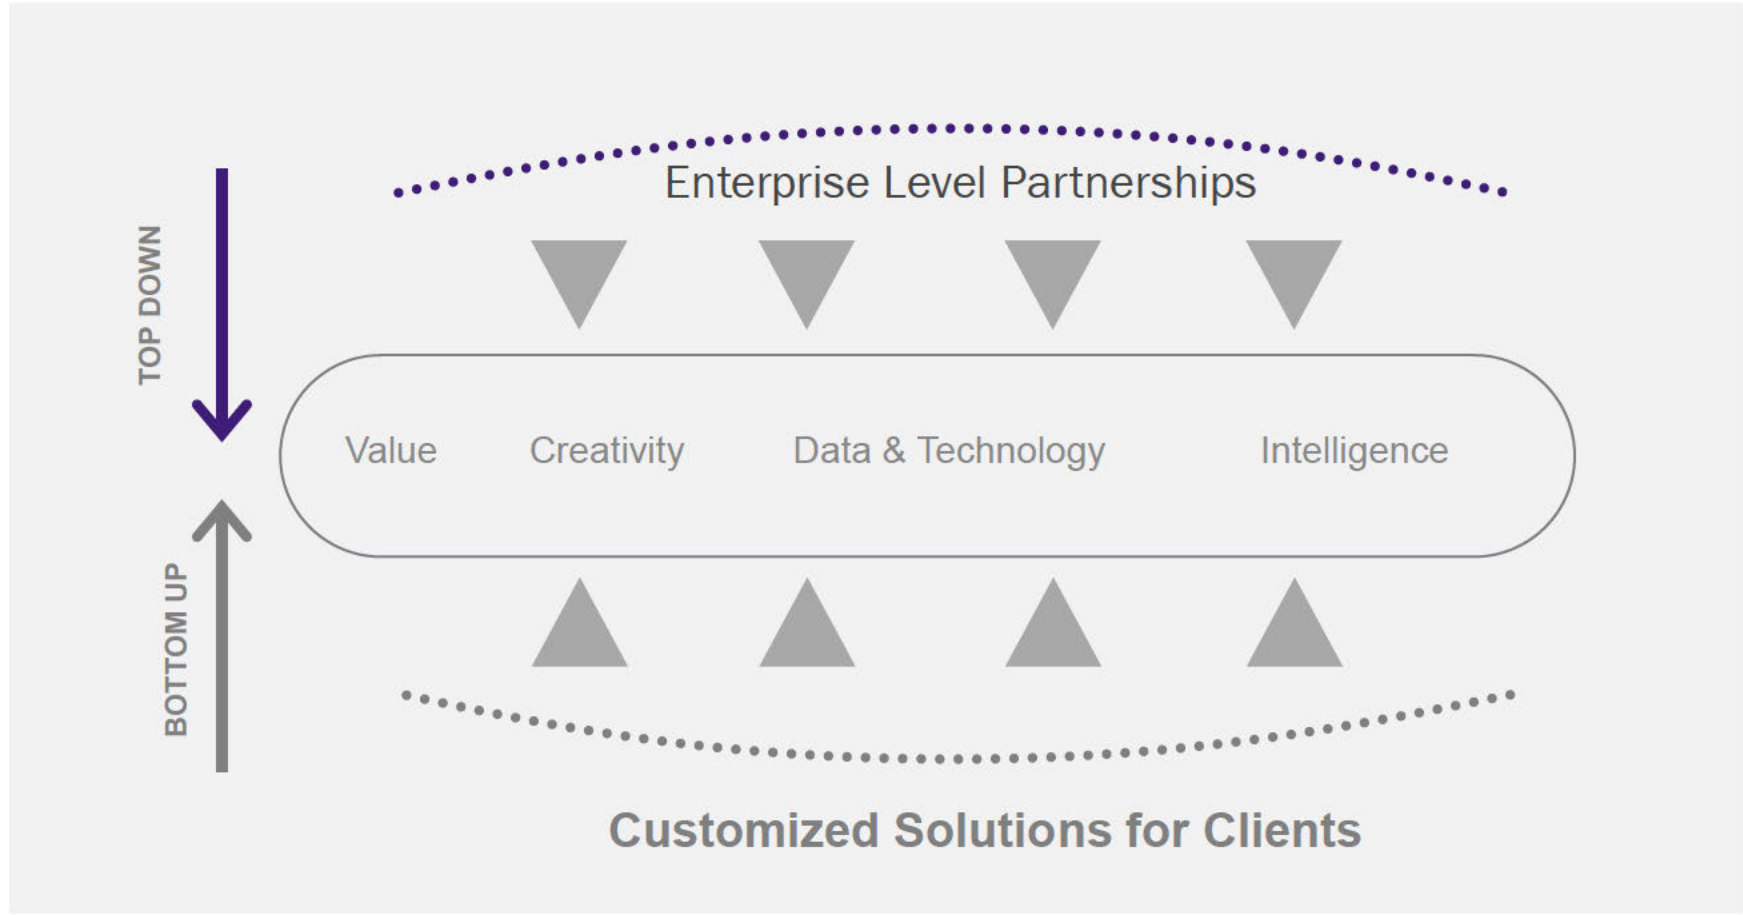 Enterprise Level Partnerships
TOP DOWN
Value Creativity Data & Technology Intelligence
BOTTOM UP
Customized Solutions for Clients